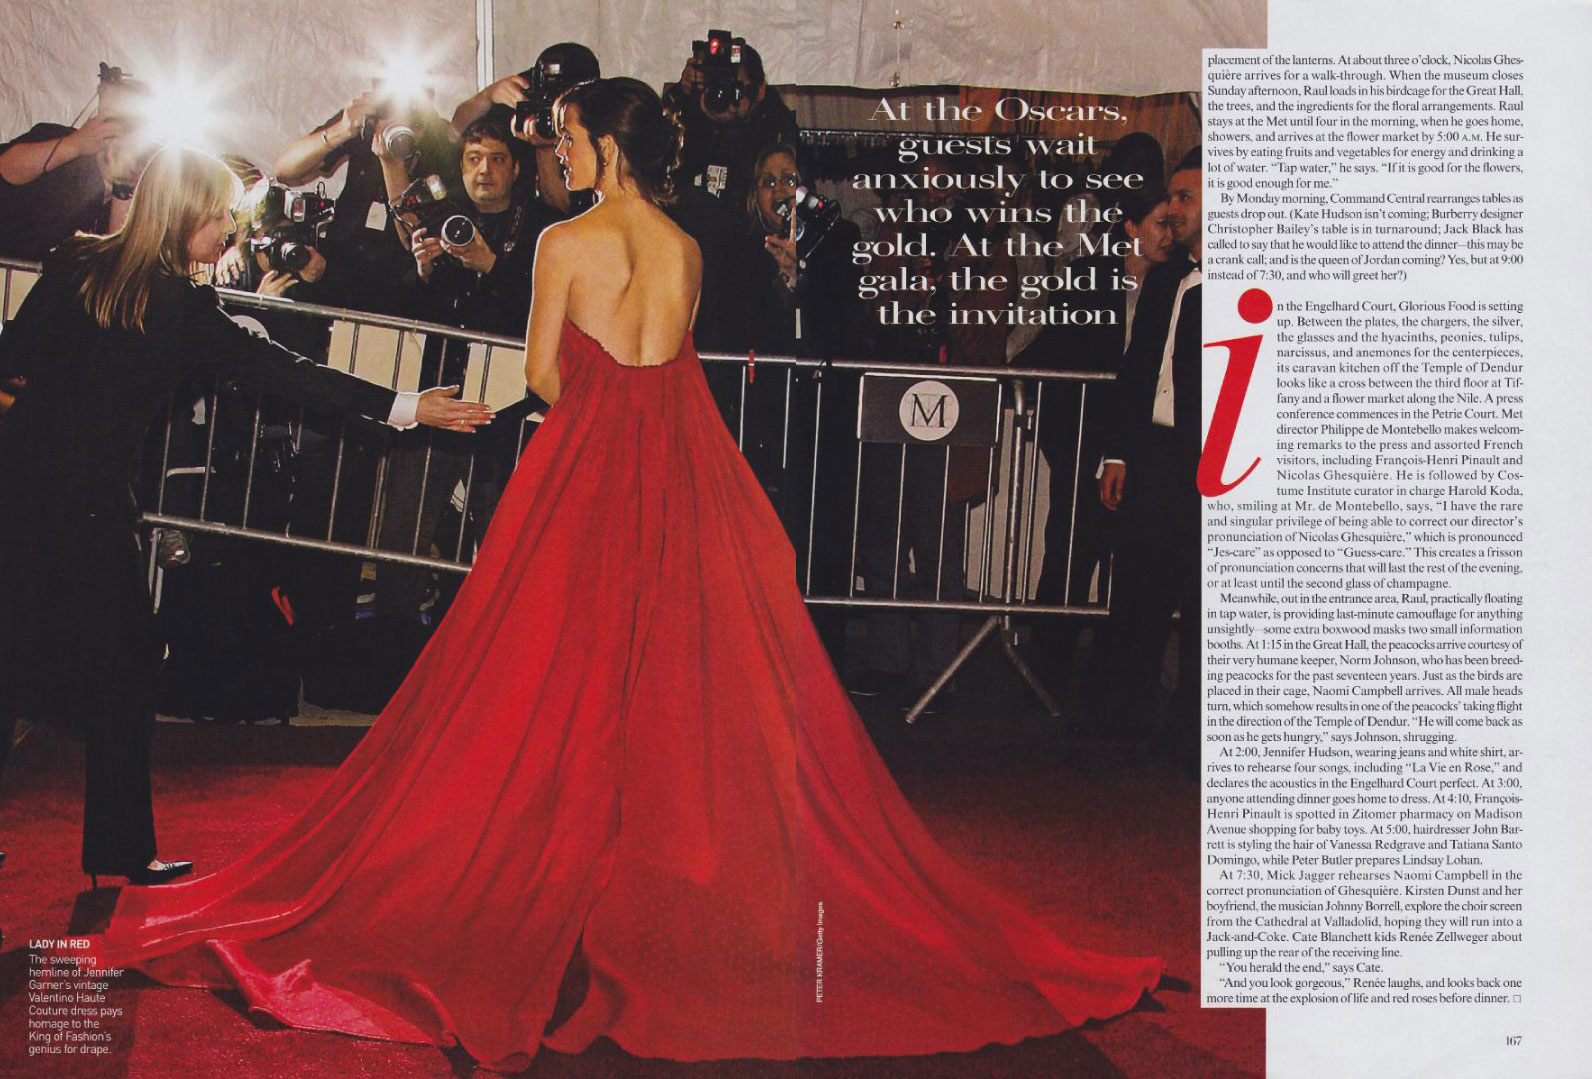 At the Oscars,
guests wait
anxiously to see
who wins the
gold. At the Met
gala, the gold is
the invitation
M
LADY IN RED
The sweeping
hemline of Jennifer
Garner's vintage
Valentino Haute
Couture dress pays
homage to the
King of Fashion's
genius for drape.
PETER KRAMER/Getty Images
placement of the lanterns. At about three o'clock, Nicolas Ghes-
quière arrives for a walk-through. When the museum closes
Sunday afternoon, Raul loads in his birdcage for the Great Hall,
the trees, and the ingredients for the floral arrangements. Raul
stays at the Met until four in the morning, when he goes home,
showers, and arrives at the flower market by 5:00 A.M. He sur-
vives by eating fruits and vegetables for energy and drinking a
lot of water. "Tap water," he says. "If it is good for the flowers,
it is good enough for me."
By Monday morning, Command Central rearranges tables as
guests drop out. (Kate Hudson isn't coming; Burberry designer
Christopher Bailey's table is in turnaround; Jack Black has
called to say that he would like to attend the dinner—this may be
a crank call; and is the queen of Jordan coming? Yes, but at 9:00
instead of 7:30, and who will greet her?)
in the Engelhard Court, Glorious Food is setting
up. Between the plates, the chargers, the silver,
the glasses and the hyacinths, peonies, tulips,
narcissus, and anemones for the centerpieces,
its caravan kitchen off the Temple of Dendur
looks like a cross between the third floor at Tif-
fany and a flower market along the Nile. A press
conference commences in the Petrie Court. Met
director Philippe de Montebello makes welcom-
ing remarks to the press and assorted French
visitors, including François-Henri Pinault and
Nicolas Ghesquière. He is followed by Cos-
tume Institute curator in charge Harold Koda,
who, smiling at Mr. de Montebello, says, "I have the rare
and singular privilege of being able to correct our director's
pronunciation of Nicolas Ghesquière," which is pronounced
"Jes-care" as opposed to "Guess-care." This creates a frisson
of pronunciation concerns that will last the rest of the evening,
or at least until the second glass of champagne.
Meanwhile, out in the entrance area, Raul, practically floating
in tap water, is providing last-minute camouflage for anything
unsightly—some extra boxwood masks two small information
booths. At 1:15 in the Great Hall, the peacocks arrive courtesy of
their very humane keeper, Norm Johnson, who has been breed-
ing peacocks for the past seventeen years. Just as the birds are
placed in their cage, Naomi Campbell arrives. All male heads
turn, which somehow results in one of the peacocks' taking flight
in the direction of the Temple of Dendur. "He will come back as
soon as he gets hungry," says Johnson, shrugging.
At 2:00, Jennifer Hudson, wearing jeans and white shirt, ar-
rives to rehearse four songs, including "La Vie en Rose," and
declares the acoustics in the Engelhard Court perfect. At 3:00,
anyone attending dinner goes home to dress. At 4:10, François-
Henri Pinault is spotted in Zitomer pharmacy on Madison
Avenue shopping for baby toys. At 5:00, hairdresser John Bar-
rett is styling the hair of Vanessa Redgrave and Tatiana Santo
Domingo, while Peter Butler prepares Lindsay Lohan.
At 7:30, Mick Jagger rehearses Naomi Campbell in the
correct pronunciation of Ghesquière. Kirsten Dunst and her
boyfriend, the musician Johnny Borrell, explore the choir screen
from the Cathedral at Valladolid, hoping they will run into a
Jack-and-Coke. Cate Blanchett kids Renée Zellweger about
pulling up the rear of the receiving line.
"You herald the end," says Cate.
"And you look gorgeous," Renée laughs, and looks back one
more time at the explosion of life and red roses before dinner. □
167